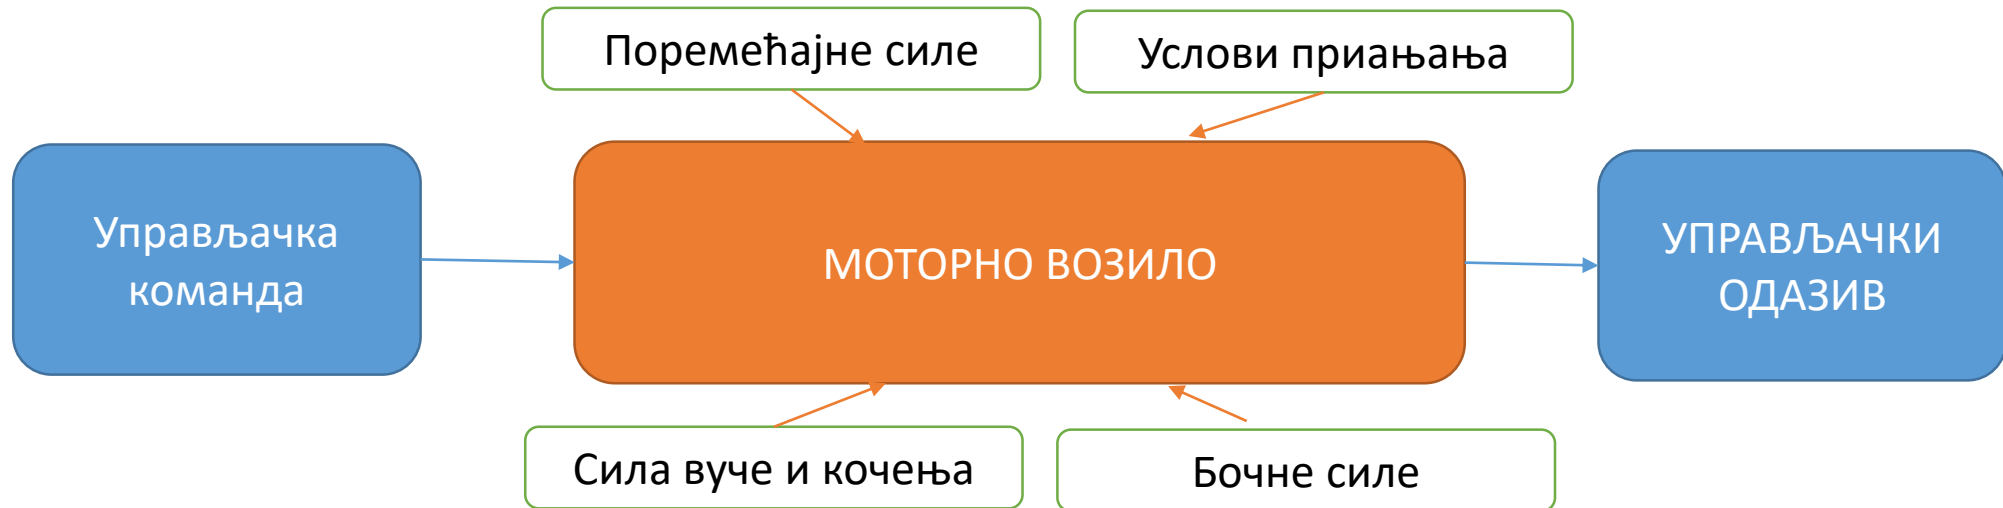 Поремећајне силе
Услови приањања
Управљачка
команда
МОТОРНО ВОЗИЛО
УПРАВЉАЧКИ
ОДАЗИВ
Сила вуче и кочења
Бочне силе